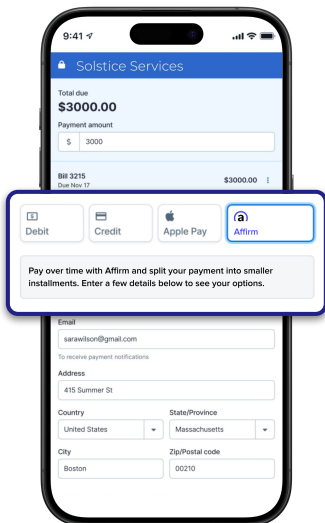 9:41
Solstice Services
Total due
$3000.00
Payment amount
$ 3000
Bill 3215
$3000.00
Due Nov 17
Debit
Credit
Apple Pay
a
Affirm
Pay over time with Affirm and split your payment into smaller
installments. Enter a few details below to see your options.
Email
sarawilson@gmail.com
To receive payment notifications
Address
415 Summer St
Country
State/Province
United States
Massachusetts
City
Zip/Postal code
Boston
00210